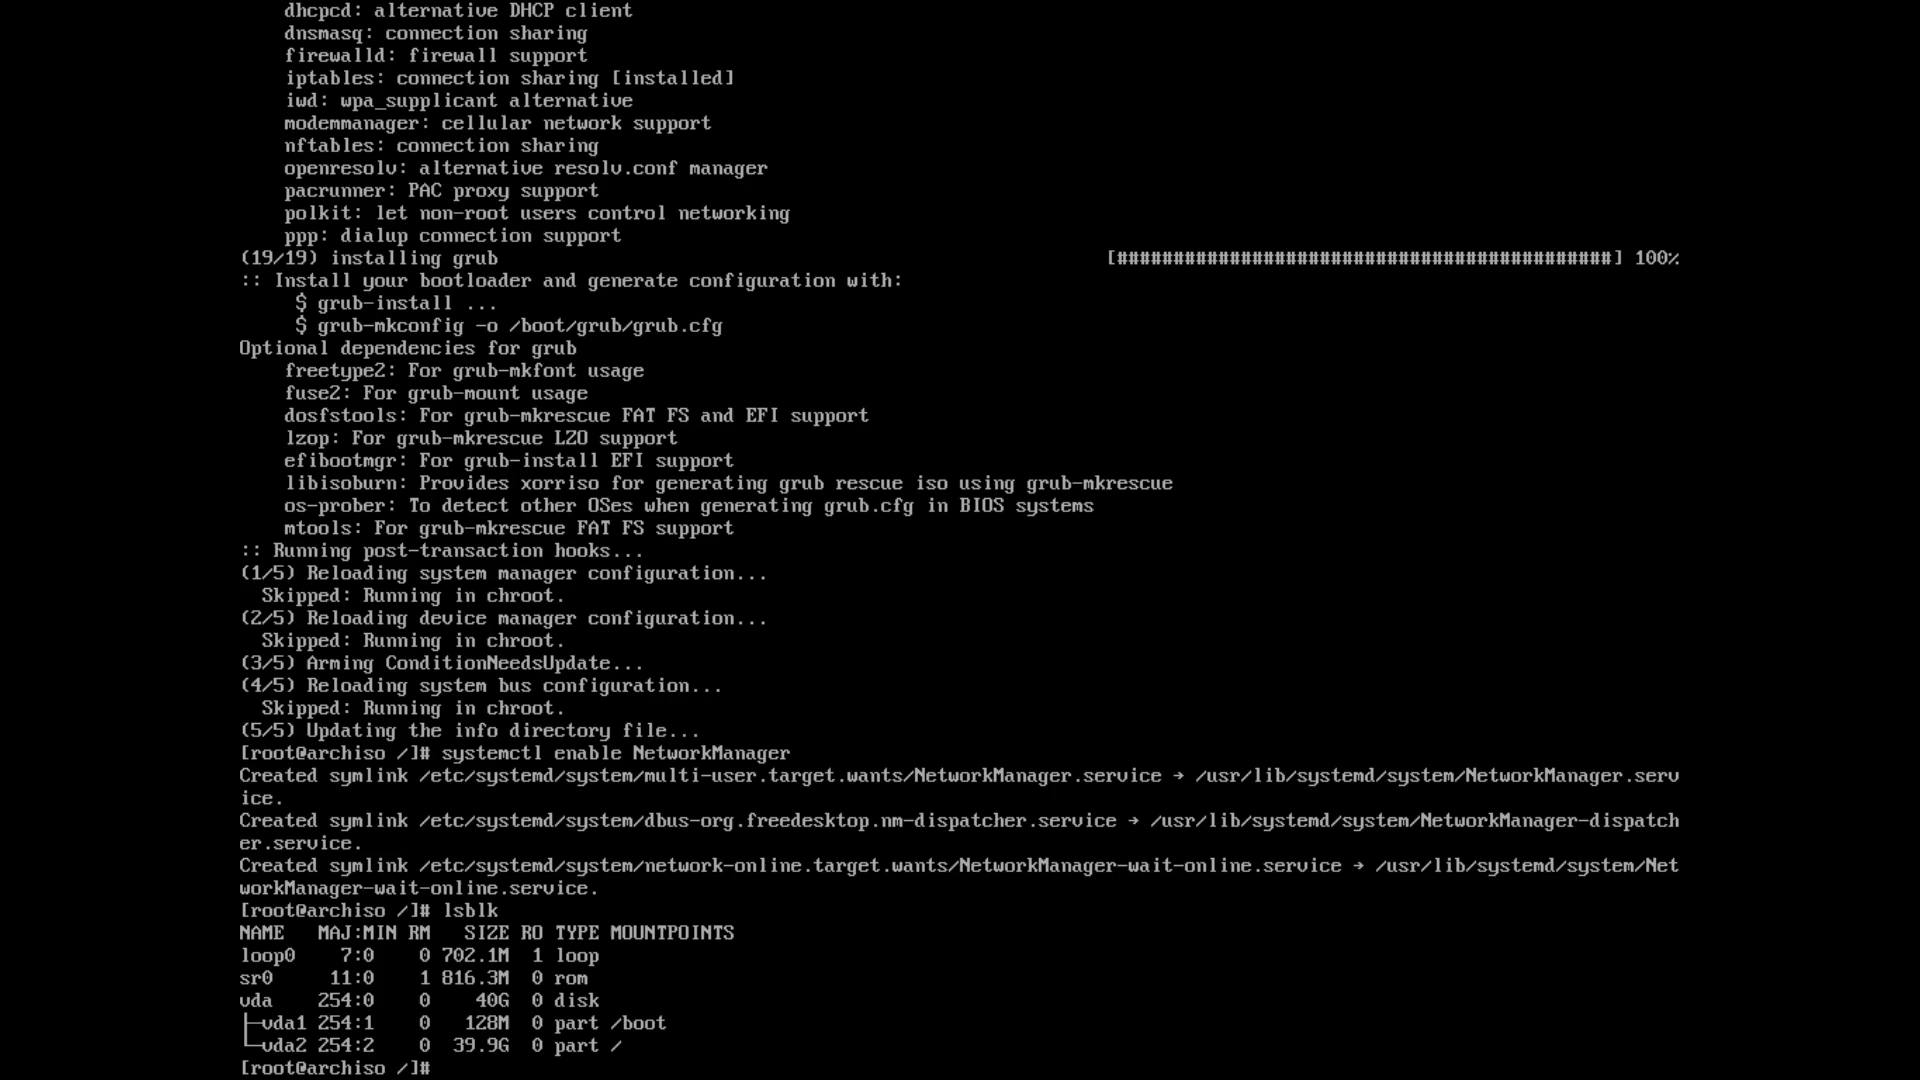 dhcpcd: alternative DHCP client
    dnsmasq: connection sharing
    firewalld: firewall support
    iptables: connection sharing [installed]
    iwd: wpa_supplicant alternative
    modemmanager: cellular network support
    nftables: connection sharing
    openresolv: alternative resolv.conf manager
    pacrunner: PAC proxy support
    polkit: let non-root users control networking
    ppp: dialup connection support
(19/19) installing grub [############################################] 100%
:: Install your bootloader and generate configuration with:
     $ grub-install ...
     $ grub-mkconfig -o /boot/grub/grub.cfg
Optional dependencies for grub
    freetype2: For grub-mkfont usage
    fuse2: For grub-mount usage
    dosfstools: For grub-mkrescue FAT FS and EFI support
    lzop: For grub-mkrescue LZO support
    efibootmgr: For grub-install EFI support
    libisoburn: Provides xorriso for generating grub rescue iso using grub-mkrescue
    os-prober: To detect other OSes when generating grub.cfg in BIOS systems
    mtools: For grub-mkrescue FAT FS support
:: Running post-transaction hooks...
(1/5) Reloading system manager configuration...
  Skipped: Running in chroot.
(2/5) Reloading device manager configuration...
  Skipped: Running in chroot.
(3/5) Arming ConditionNeedsUpdate...
(4/5) Reloading system bus configuration...
  Skipped: Running in chroot.
(5/5) Updating the info directory file...
[root@archiso /]# systemctl enable NetworkManager
Created symlink /etc/systemd/system/multi-user.target.wants/NetworkManager.service → /usr/lib/systemd/system/NetworkManager.serv
ice.
Created symlink /etc/systemd/system/dbus-org.freedesktop.nm-dispatcher.service → /usr/lib/systemd/system/NetworkManager-dispatch
er.service.
Created symlink /etc/systemd/system/network-online.target.wants/NetworkManager-wait-online.service → /usr/lib/systemd/system/Net
workManager-wait-online.service.
[root@archiso /]# lsblk
NAME   MAJ:MIN RM   SIZE RO TYPE MOUNTPOINTS
loop0    7:0    0 702.1M  1 loop
sr0     11:0    1 816.3M  0 rom
vda    254:0    0    40G  0 disk
├─vda1 254:1    0   128M  0 part /boot
└─vda2 254:2    0  39.9G  0 part /
[root@archiso /]#